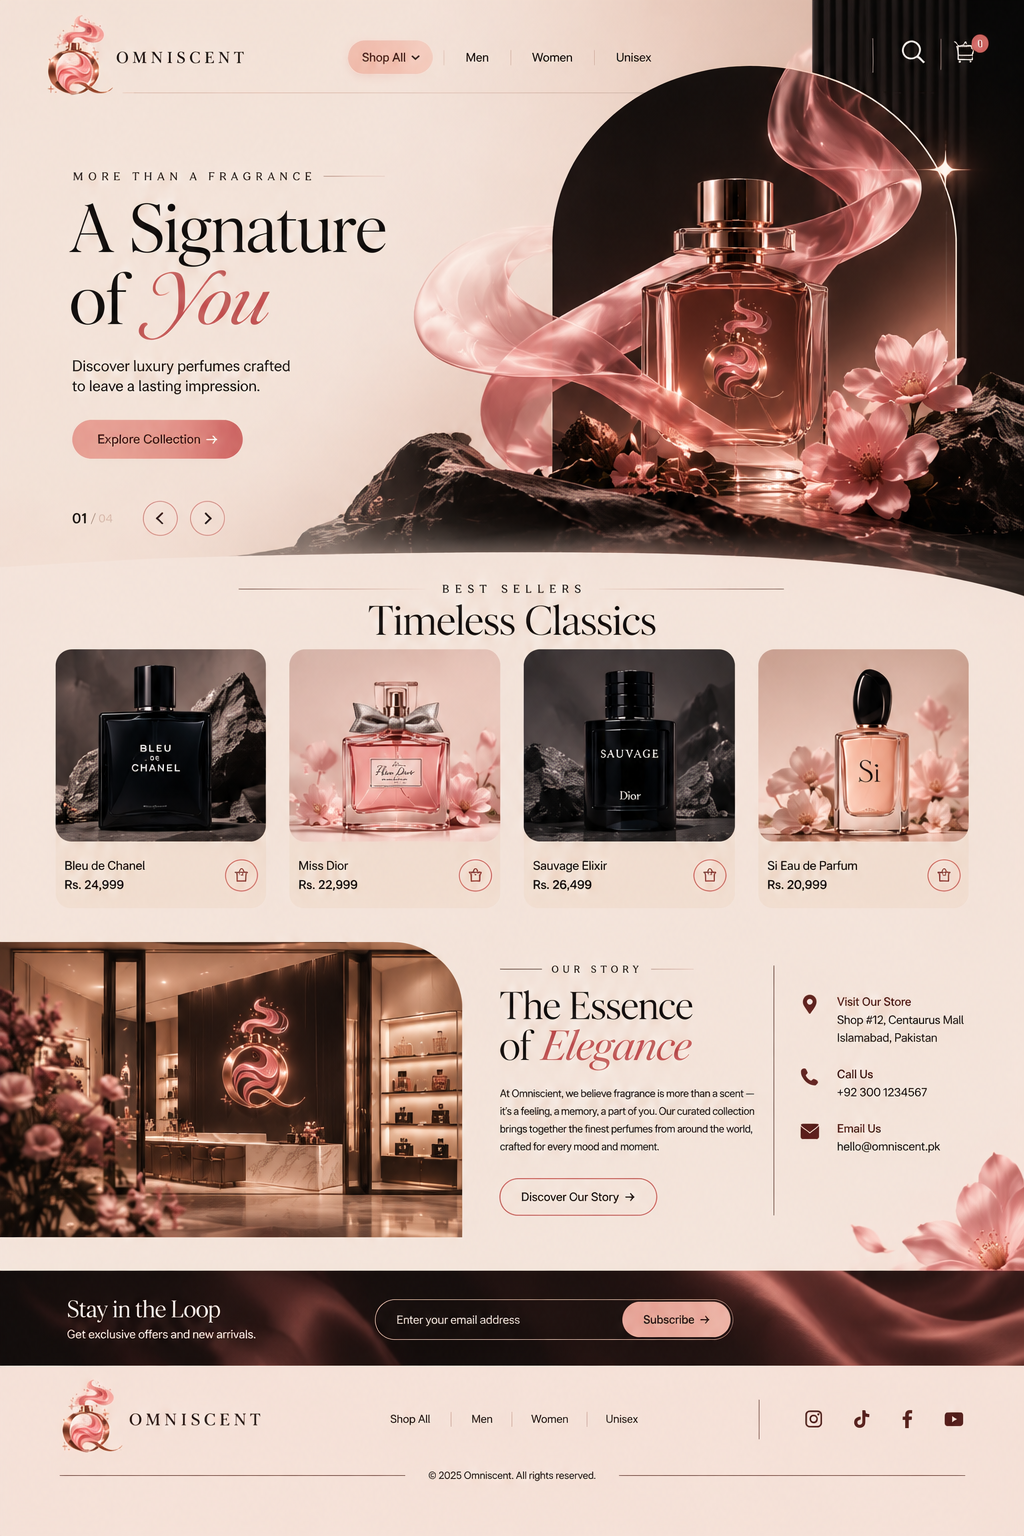 OMNISCENT
Shop All
Men
Women
Unisex
0
MORE THAN A FRAGRANCE
A Signature
of You
Discover luxury perfumes crafted
to leave a lasting impression.
Explore Collection →
01 / 04
BEST SELLERS
Timeless Classics
BLEU
DE
CHANEL
Miss Dior
SAUVAGE
Dior
Sì
Bleu de Chanel
Rs. 24,999
Miss Dior
Rs. 22,999
Sauvage Elixir
Rs. 26,499
Si Eau de Parfum
Rs. 20,999
OUR STORY
The Essence
of Elegance
At Omniscent, we believe fragrance is more than a scent —
it's a feeling, a memory, a part of you. Our curated collection
brings together the finest perfumes from around the world,
crafted for every mood and moment.
Discover Our Story →
Visit Our Store
Shop #12, Centaurus Mall
Islamabad, Pakistan
Call Us
+92 300 1234567
Email Us
hello@omniscent.pk
Stay in the Loop
Get exclusive offers and new arrivals.
Enter your email address
Subscribe →
OMNISCENT
Shop All
Men
Women
Unisex
© 2025 Omniscent. All rights reserved.